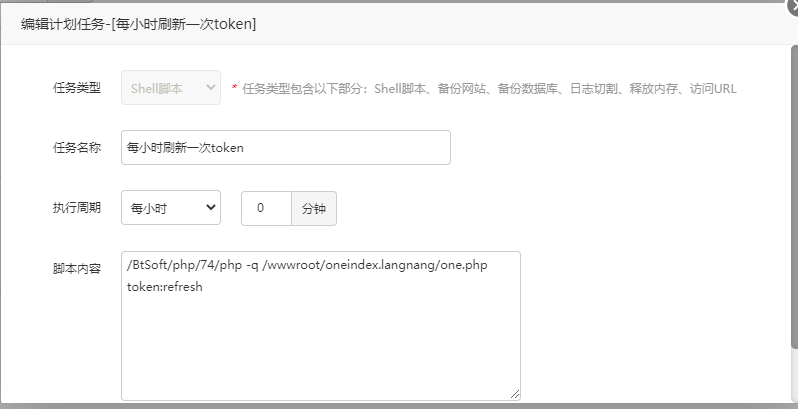 编辑计划任务-[每小时刷新一次token]
任务类型 Shell脚本 * 任务类型包含以下部分：Shell脚本、备份网站、备份数据库、日志切割、释放内存、访问URL
任务名称 每小时刷新一次token
执行周期 每小时 0 分钟
脚本内容 /BtSoft/php/74/php -q /wwwroot/oneindex.langnang/one.php
token:refresh